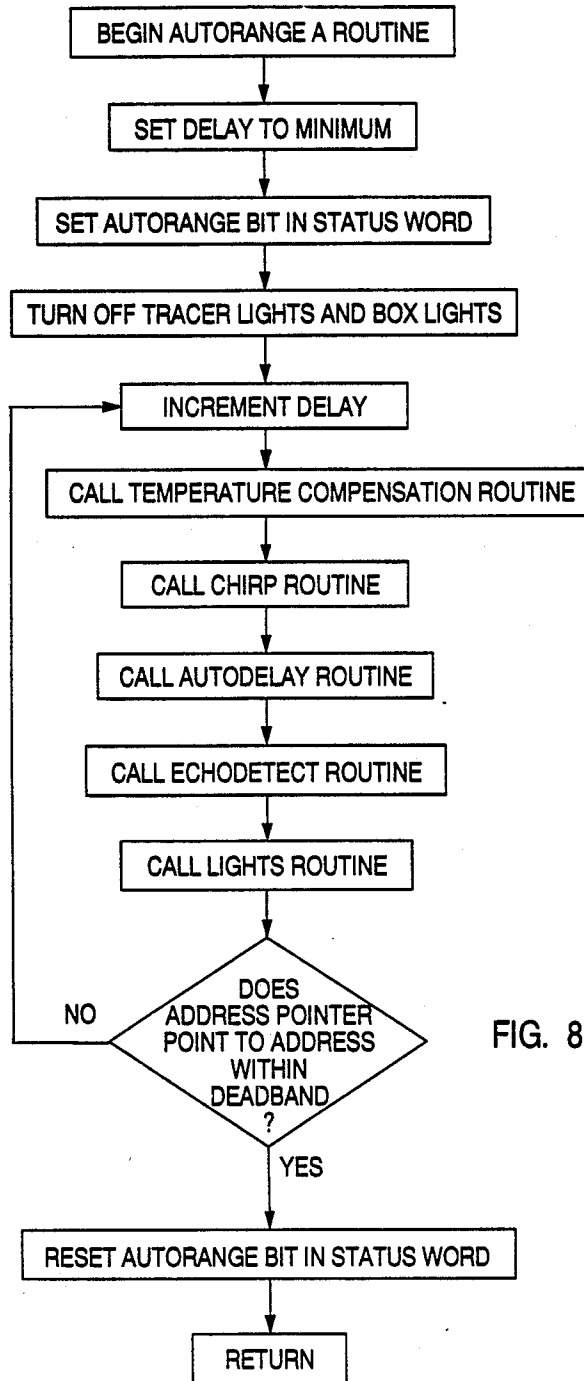 BEGIN AUTORANGE A ROUTINE
SET DELAY TO MINIMUM
SET AUTORANGE BIT IN STATUS WORD
TURN OFF TRACER LIGHTS AND BOX LIGHTS
INCREMENT DELAY
CALL TEMPERATURE COMPENSATION ROUTINE
CALL CHIRP ROUTINE
CALL AUTODELAY ROUTINE
CALL ECHODETECT ROUTINE
CALL LIGHTS ROUTINE
DOES
ADDRESS POINTER
POINT TO ADDRESS
WITHIN
DEADBAND
?
NO
FIG. 8
YES
RESET AUTORANGE BIT IN STATUS WORD
RETURN